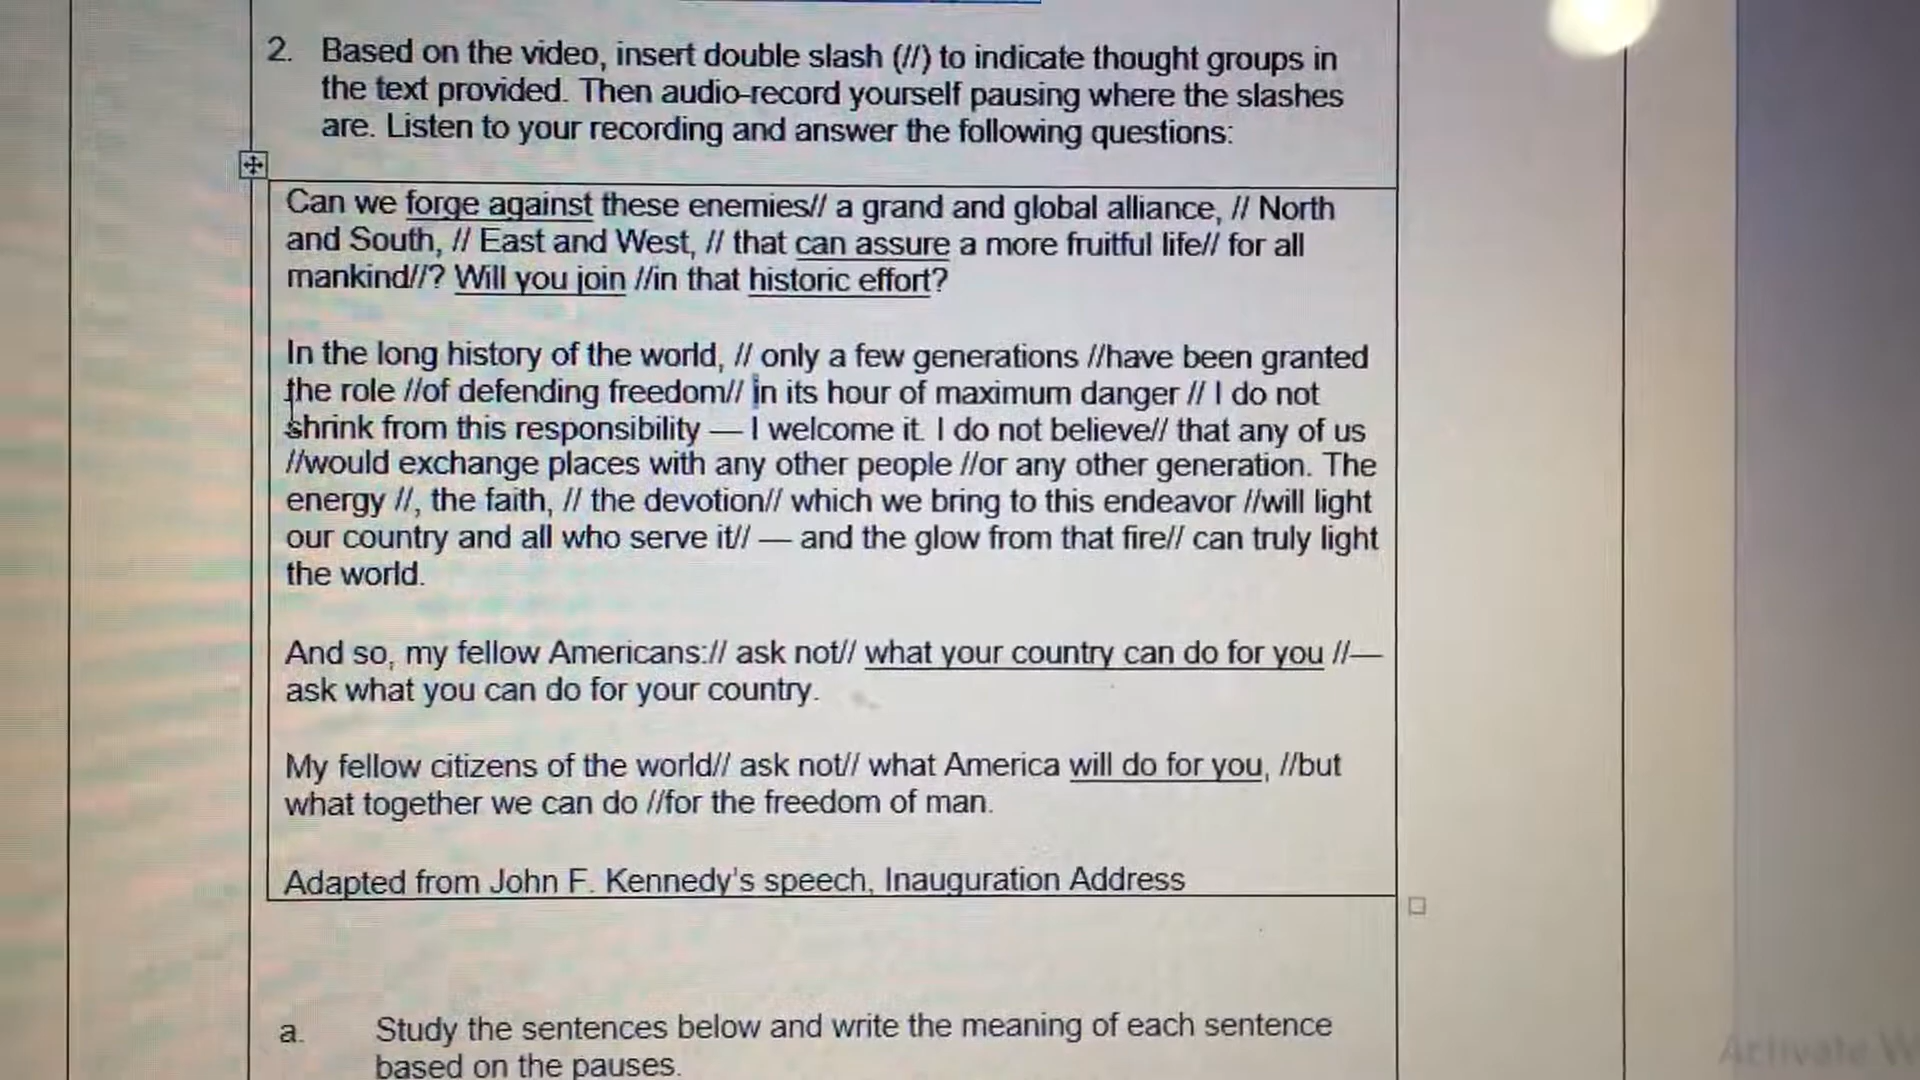 2. Based on the video, insert double slash (//) to indicate thought groups in
the text provided. Then audio-record yourself pausing where the slashes
are. Listen to your recording and answer the following questions:
Can we forge against these enemies// a grand and global alliance, // North
and South, // East and West, // that can assure a more fruitful life// for all
mankind//? Will you join //in that historic effort?
In the long history of the world, // only a few generations //have been granted
the role //of defending freedom// in its hour of maximum danger // I do not
shrink from this responsibility — I welcome it. I do not believe// that any of us
//would exchange places with any other people //or any other generation. The
energy //, the faith, // the devotion// which we bring to this endeavor //will light
our country and all who serve it// — and the glow from that fire// can truly light
the world.
And so, my fellow Americans:// ask not// what your country can do for you //—
ask what you can do for your country.
My fellow citizens of the world// ask not// what America will do for you, //but
what together we can do //for the freedom of man.
Adapted from John F. Kennedy's speech, Inauguration Address
a. Study the sentences below and write the meaning of each sentence
based on the pauses.
Activate W